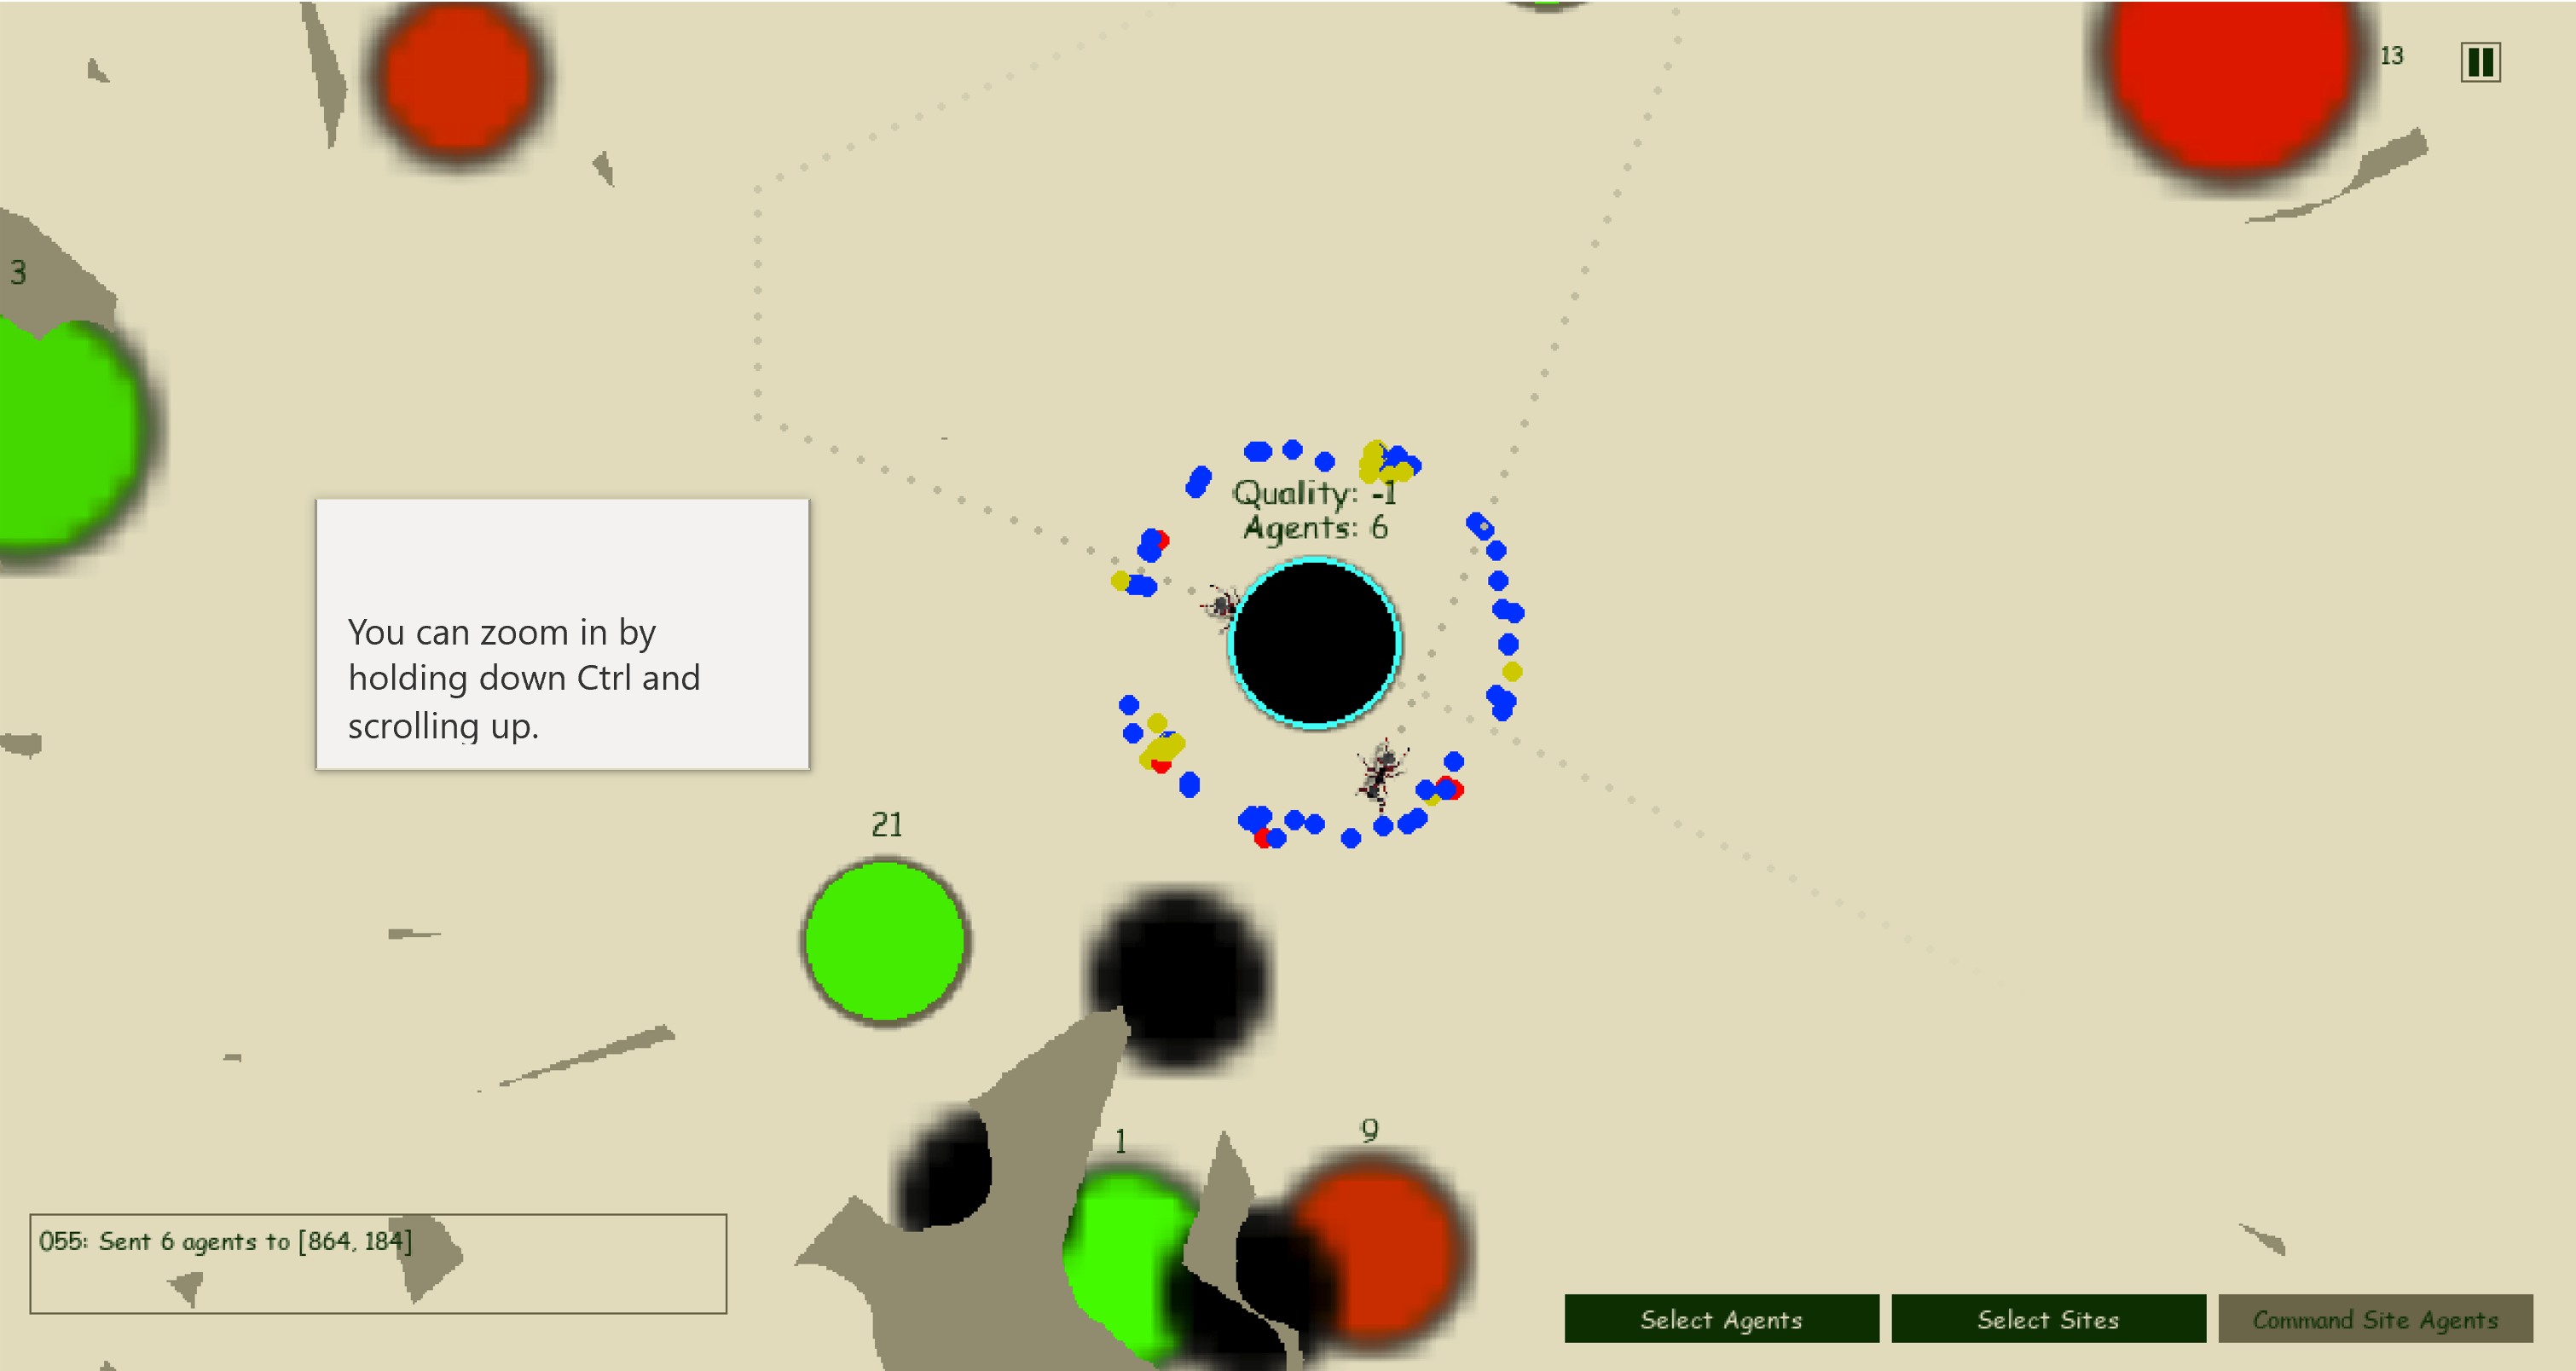 13
3
Quality: -1
Agents: 6
You can zoom in by
holding down Ctrl and
scrolling up.
21
1
9
055: Sent 6 agents to [864, 184]
Select Agents
Select Sites
Command Site Agents